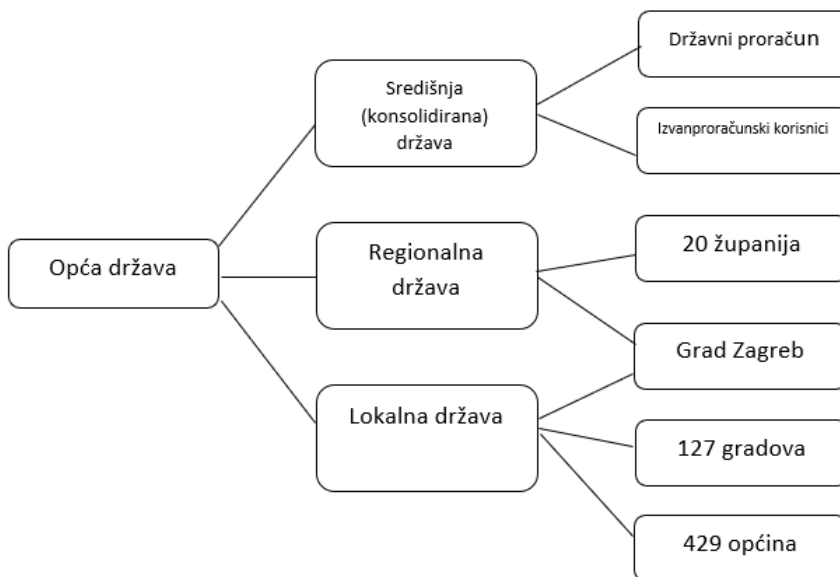 Opća država
Središnja
(konsolidirana)
država
Regionalna
država
Lokalna država
Državni proračun
Izvanproračunski korisnici
20 županija
Grad Zagreb
127 gradova
429 općina